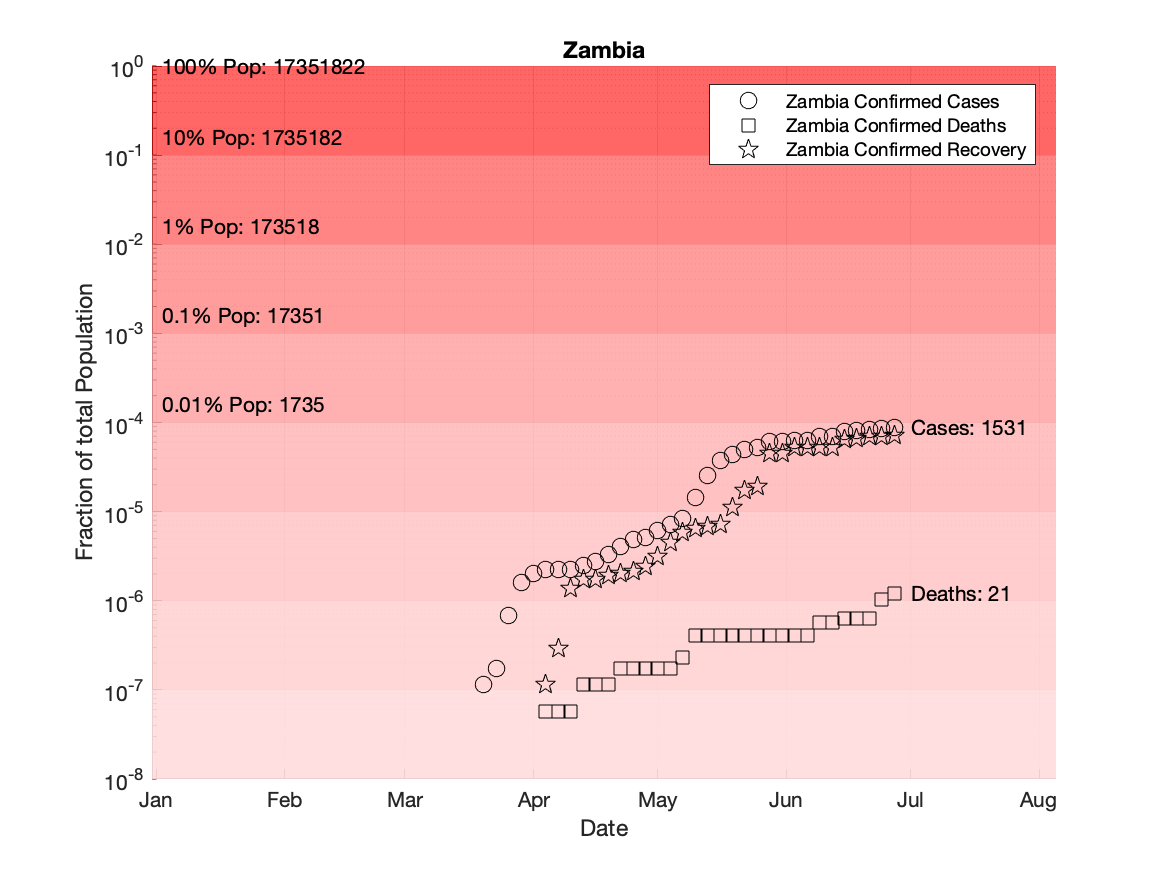 Zambia
10^0
100% Pop: 17351822
Zambia Confirmed Cases
Zambia Confirmed Deaths
Zambia Confirmed Recovery
10% Pop: 1735182
10^-1
1% Pop: 173518
10^-2
0.1% Pop: 17351
10^-3
0.01% Pop: 1735
10^-4
Cases: 1531
10^-5
Deaths: 21
10^-6
10^-7
10^-8
Fraction of total Population
Jan Feb Mar Apr May Jun Jul Aug
Date